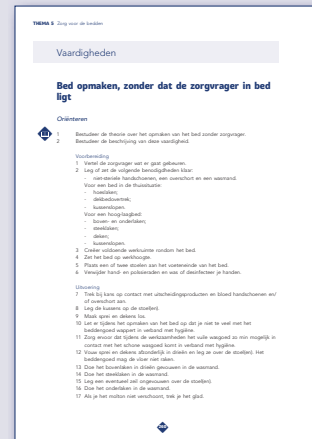 THEMA 5 Zorg voor de bedden
Vaardigheden
Bed opmaken, zonder dat de zorgvrager in bed
ligt
Oriënteren
1 Bestudeer de theorie over het opmaken van het bed zonder zorgvrager.
2 Bestudeer de beschrijving van deze vaardigheid.
Voorbereiding
1 Vertel de zorgvrager wat er gaat gebeuren.
2 Leg of zet de volgende benodigdheden klaar:
- niet-steriele handschoenen, een overschort en een wasmand.
Voor een bed in de thuissituatie:
- hoeslaken;
- dekbedovertrek;
- kussenslopen.
Voor een hoog-laagbed:
- boven- en onderlaken;
- steeklaken;
- deken;
- kussenslopen.
3 Creëer voldoende werkruimte rondom het bed.
4 Zet het bed op werkhoogte.
5 Plaats een of twee stoelen aan het voeteneinde van het bed.
6 Verwijder hand- en polssieraden en was of desinfecteer je handen.
Uitvoering
7 Trek bij kans op contact met uitscheidingsproducten en bloed handschoenen en/
of overschort aan.
8 Leg de kussens op de stoel(en).
9 Maak sprei en dekens los.
10 Let er tijdens het opmaken van het bed op dat je niet te veel met het
beddengoed wappert in verband met hygiëne.
11 Zorg ervoor dat tijdens de werkzaamheden het vuile wasgoed zo min mogelijk in
contact met het schone wasgoed komt in verband met hygiëne.
12 Vouw sprei en dekens afzonderlijk in drieën en leg ze over de stoel(en). Het
beddengoed mag de vloer niet raken.
13 Doe het bovenlaken in drieën gevouwen in de wasmand.
14 Doe het steeklaken in de wasmand.
15 Leg een eventueel zeil ongevouwen over de stoel(en).
16 Doe het onderlaken in de wasmand.
17 Als je het molton niet verschoont, trek je het glad.